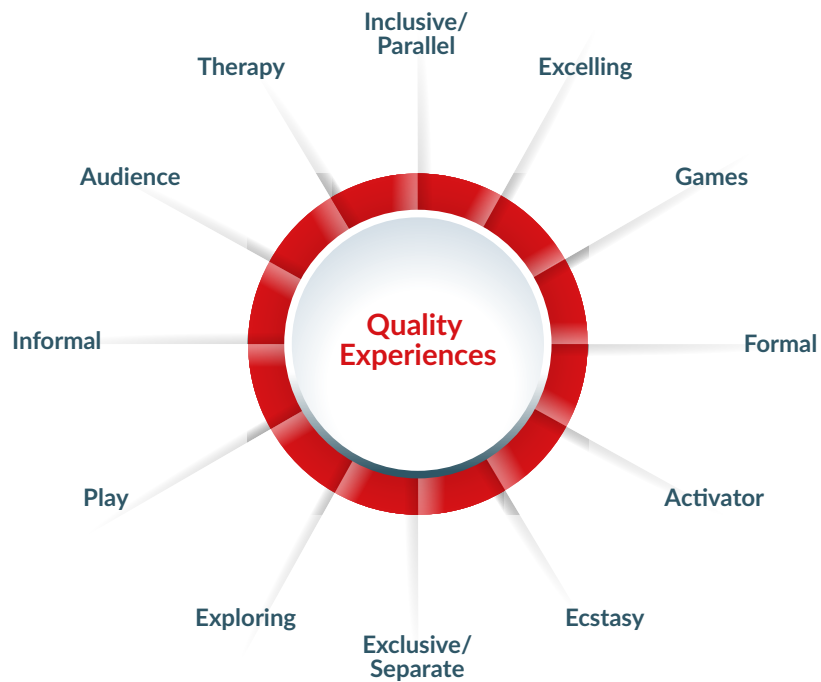 Inclusive/
Parallel
Therapy
Excelling
Audience
Games
Quality
Experiences
Informal
Formal
Play
Activator
Exploring
Ecstasy
Exclusive/
Separate